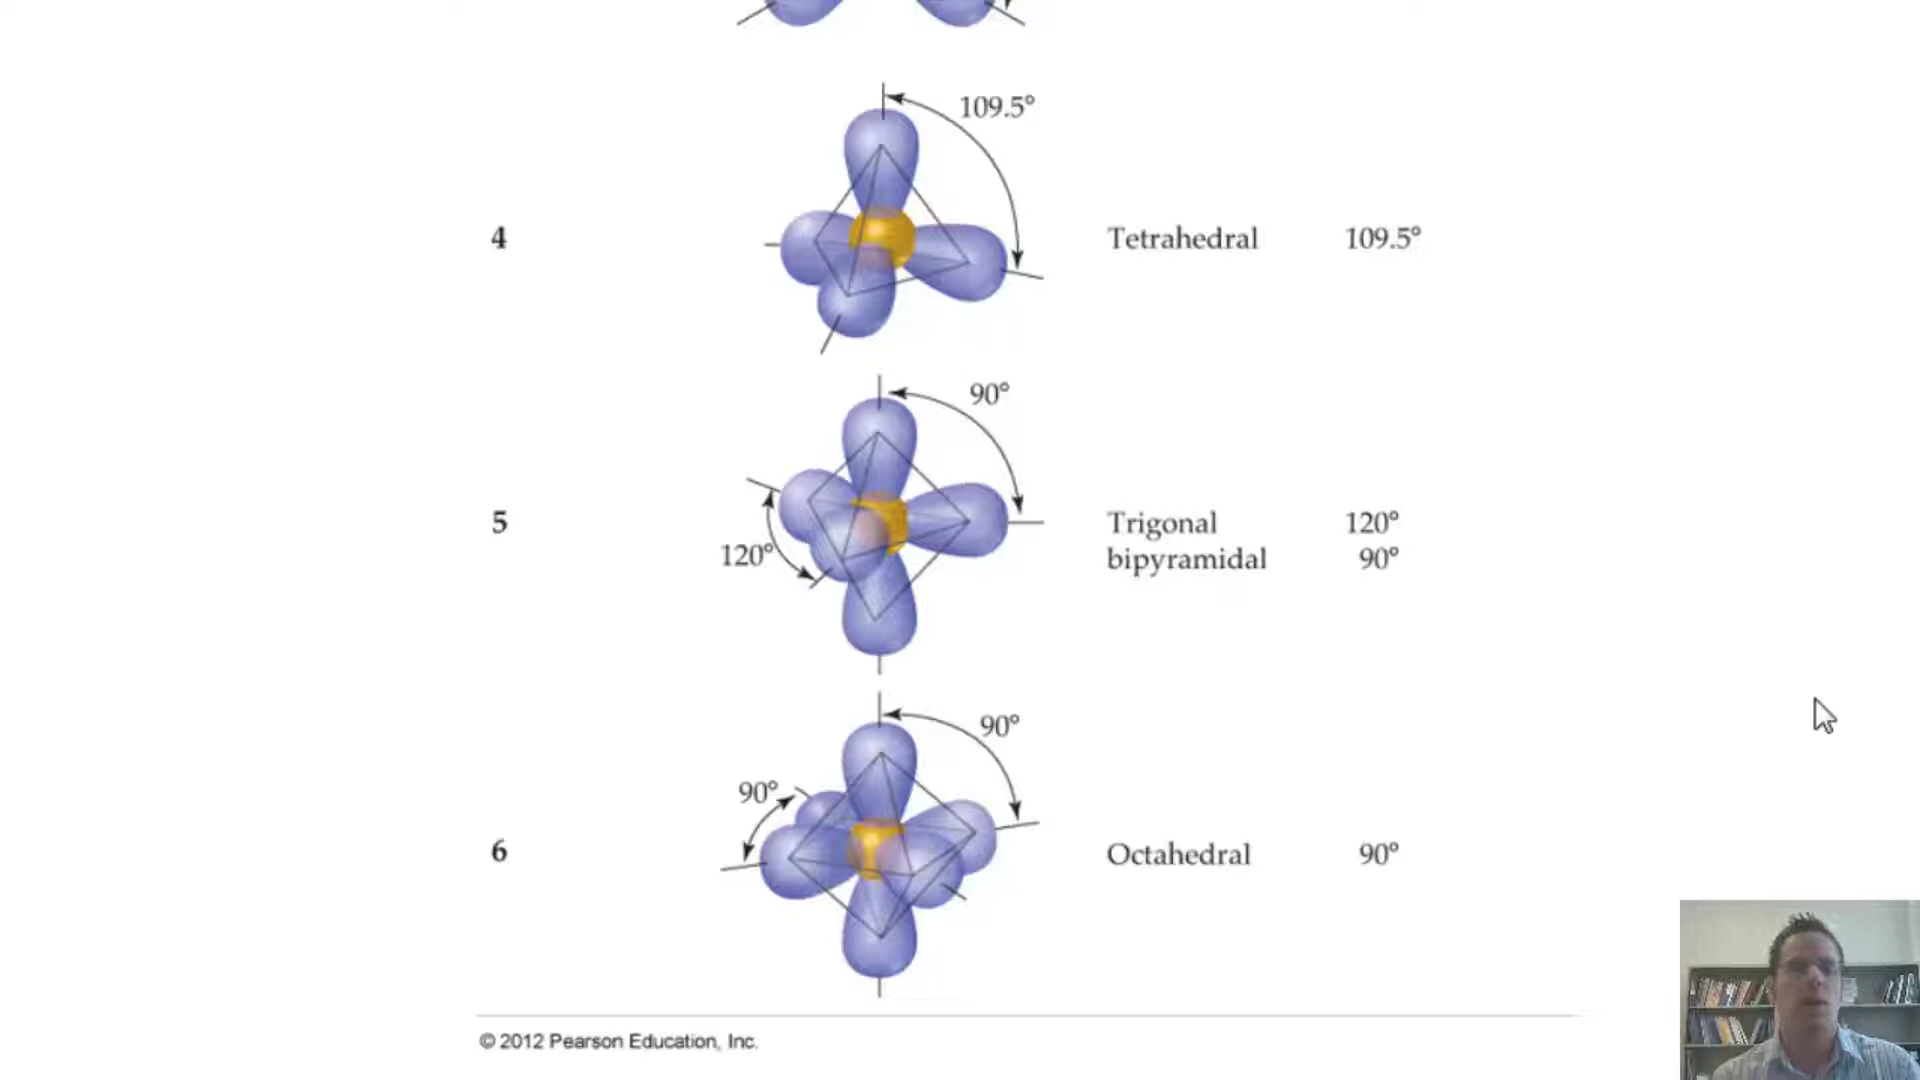 109.5°
4
Tetrahedral
109.5°
90°
120°
5
Trigonal
bipyramidal
120°
90°
90°
90°
6
Octahedral
90°
© 2012 Pearson Education, Inc.